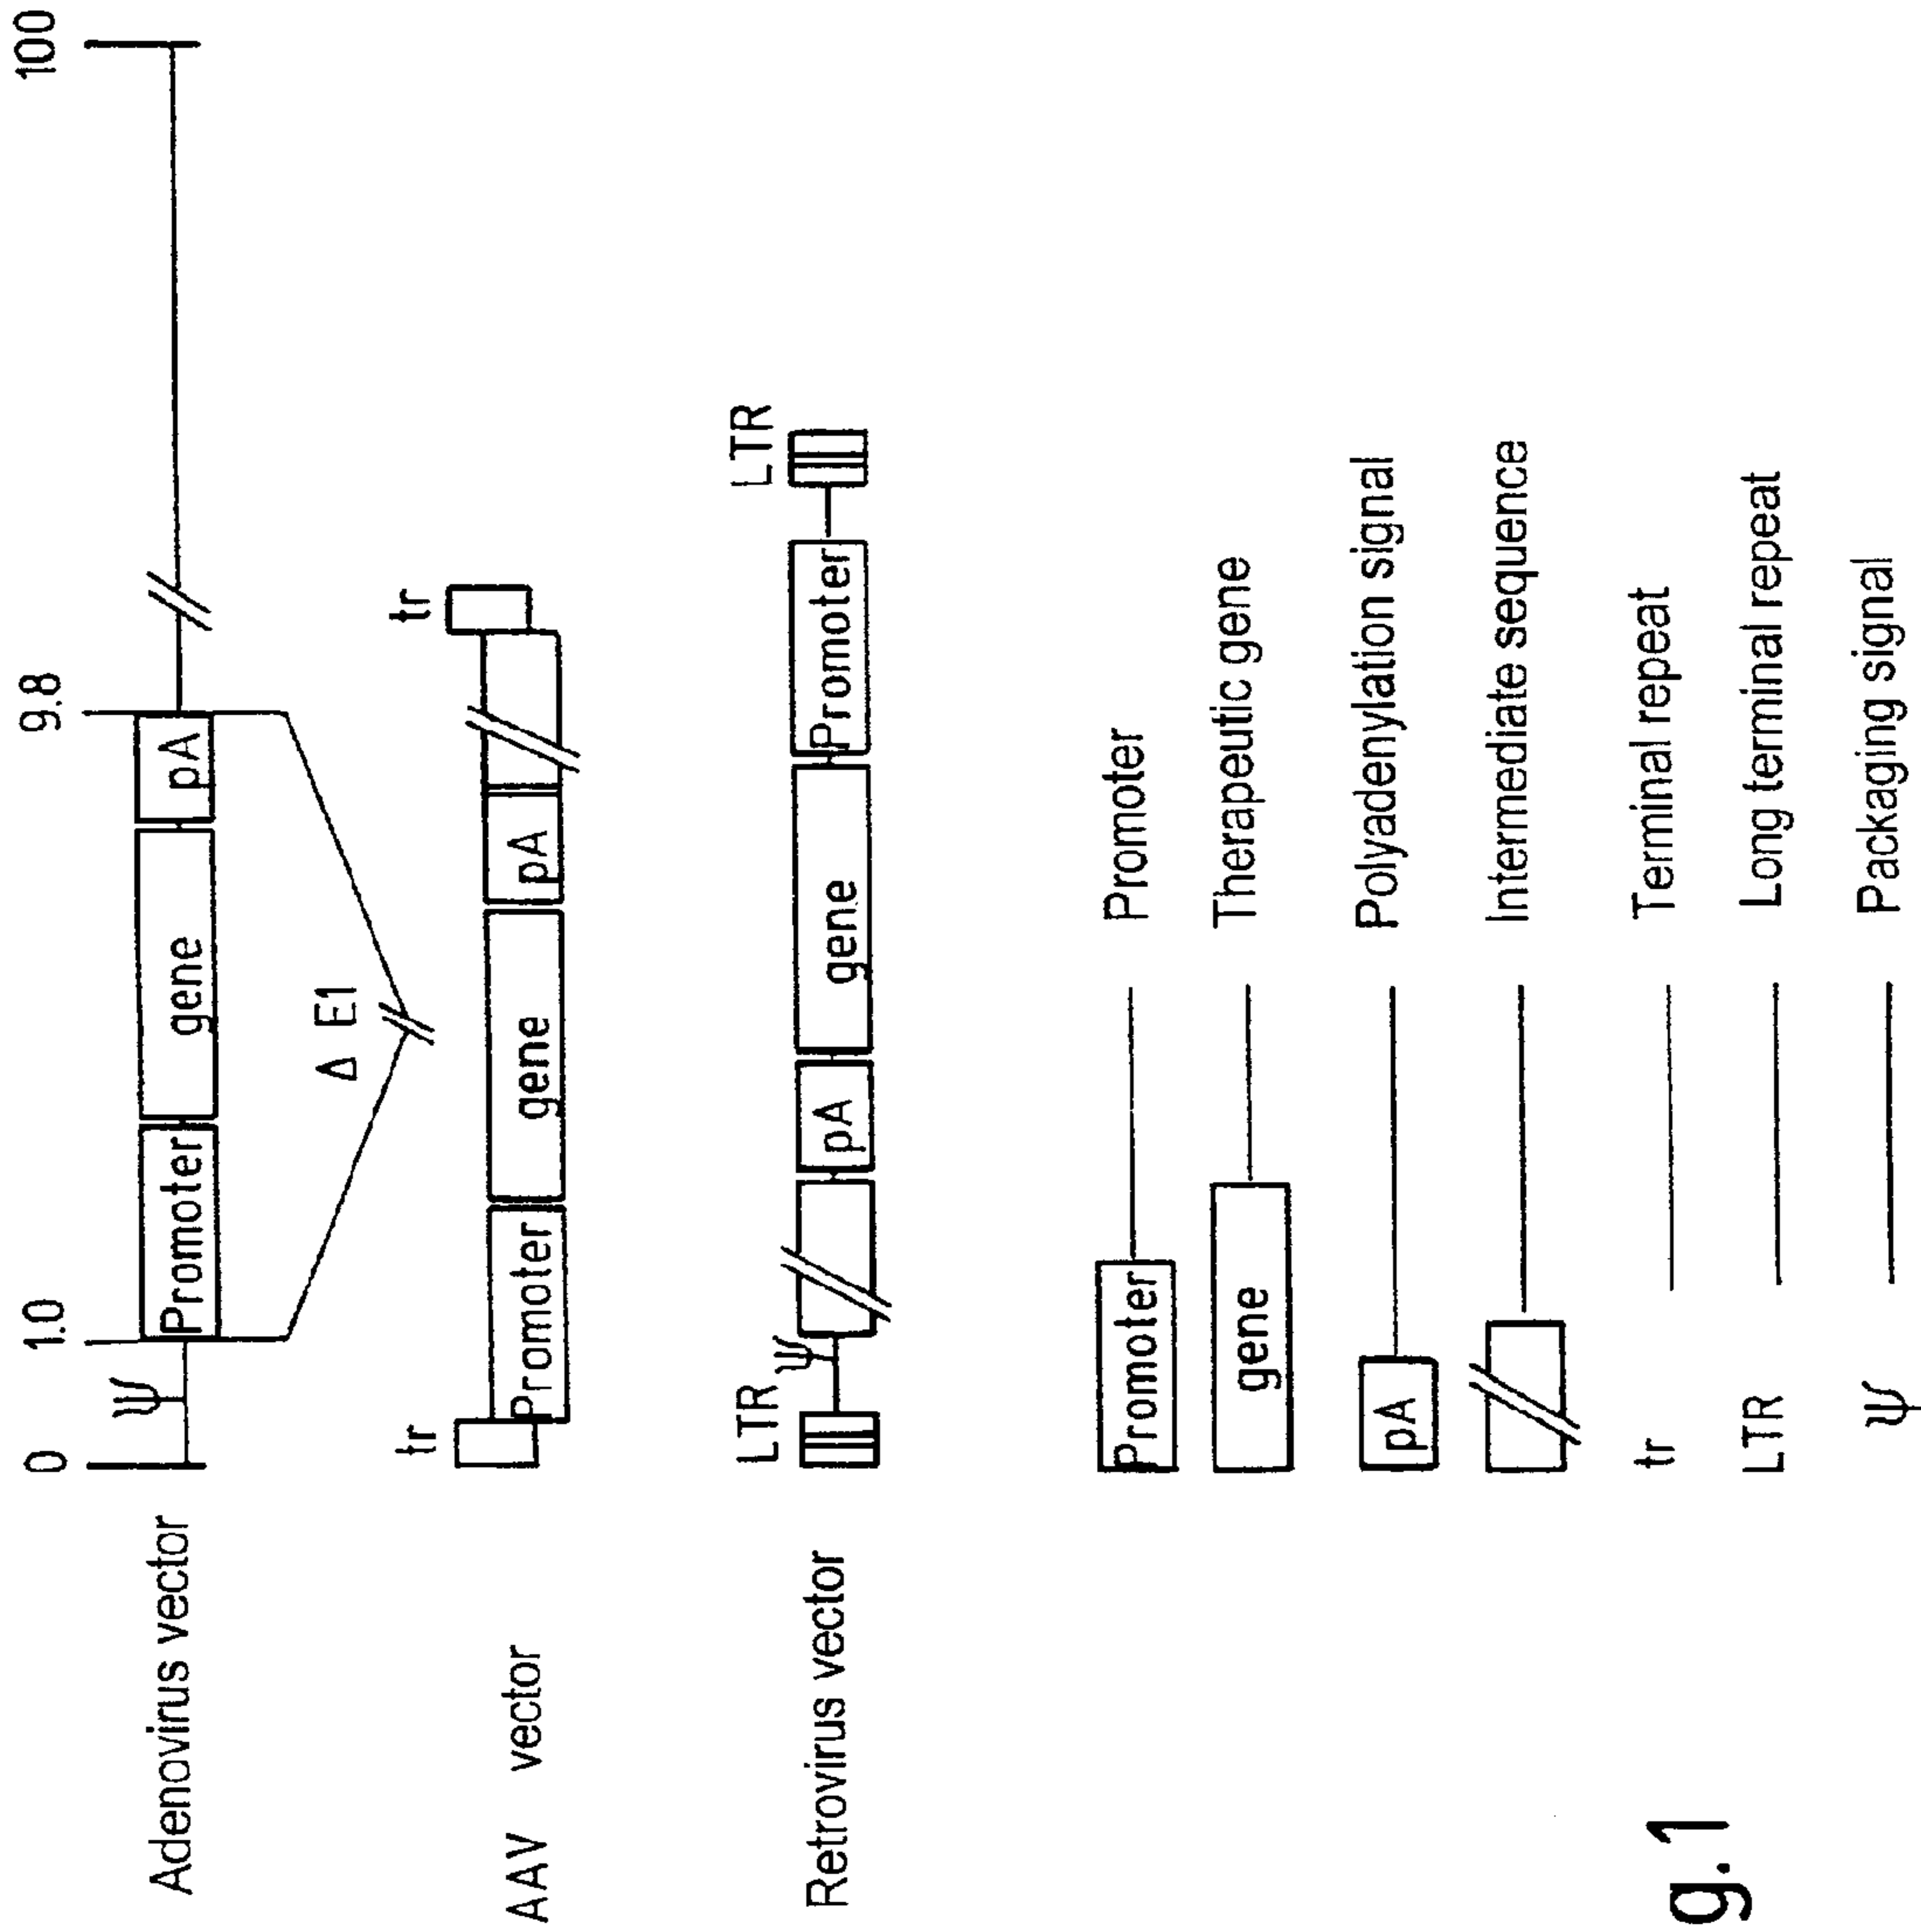 0 1.0 9.8 100
Adenovirus vector ψ Promoter gene pA
Δ E1
tr tr
AAV vector Promoter gene pA
LTR ψ LTR
Retrovirus vector pA gene Promoter
Promoter Promoter
gene Therapeutic gene
pA Polyadenylation signal
Intermediate sequence
tr Terminal repeat
LTR Long terminal repeat
ψ Packaging signal
g.1